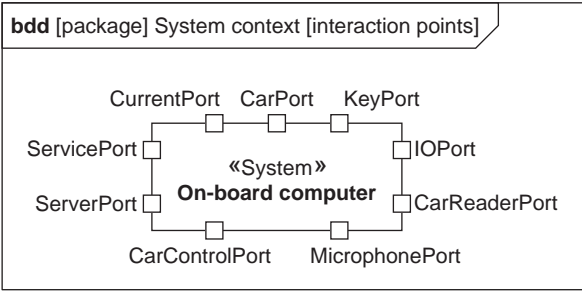 bdd [package] System context [interaction points]
CurrentPort CarPort KeyPort
ServicePort IOPort
«System»
On-board computer
ServerPort CarReaderPort
CarControlPort MicrophonePort